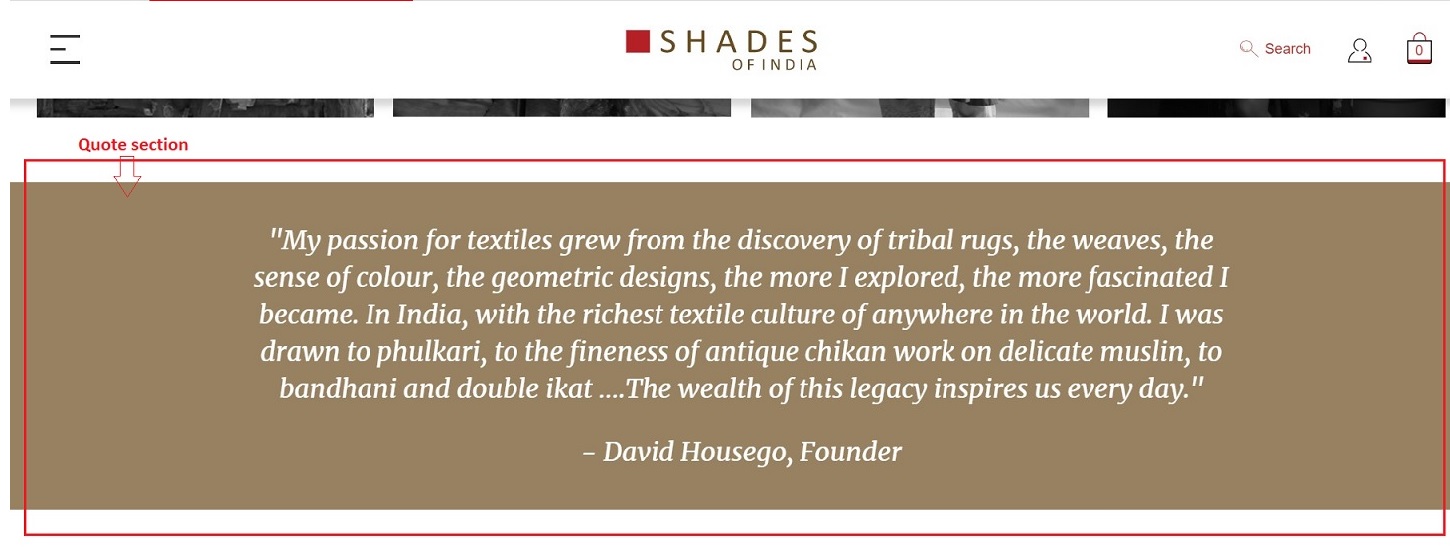 SHADES
OF INDIA
Search
0
Quote section
"My passion for textiles grew from the discovery of tribal rugs, the weaves, the
sense of colour, the geometric designs, the more I explored, the more fascinated I
became. In India, with the richest textile culture of anywhere in the world. I was
drawn to phulkari, to the fineness of antique chikan work on delicate muslin, to
bandhani and double ikat ....The wealth of this legacy inspires us every day."
– David Housego, Founder